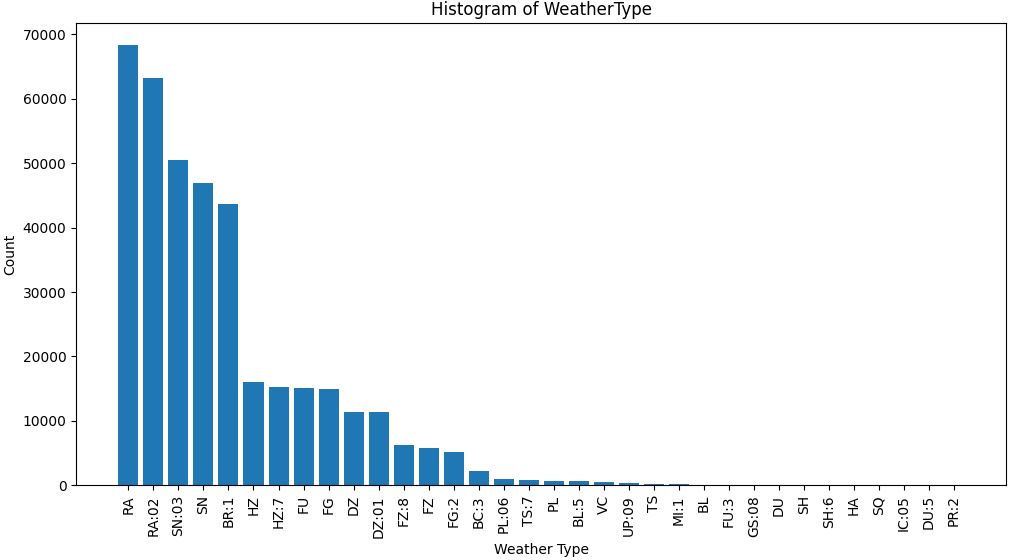 Histogram of WeatherType
Count
70000
60000
50000
40000
30000
20000
10000
0
RA
RA:02
SN:03
SN
BR:1
HZ
HZ:7
FU
FG
DZ
DZ:01
FZ:8
FZ
FG:2
BC:3
PL:06
TS:7
PL
BL:5
VC
UP:09
TS
MI:1
BL
FU:3
GS:08
DU
SH
SH:6
HA
SQ
IC:05
DU:5
PR:2
Weather Type